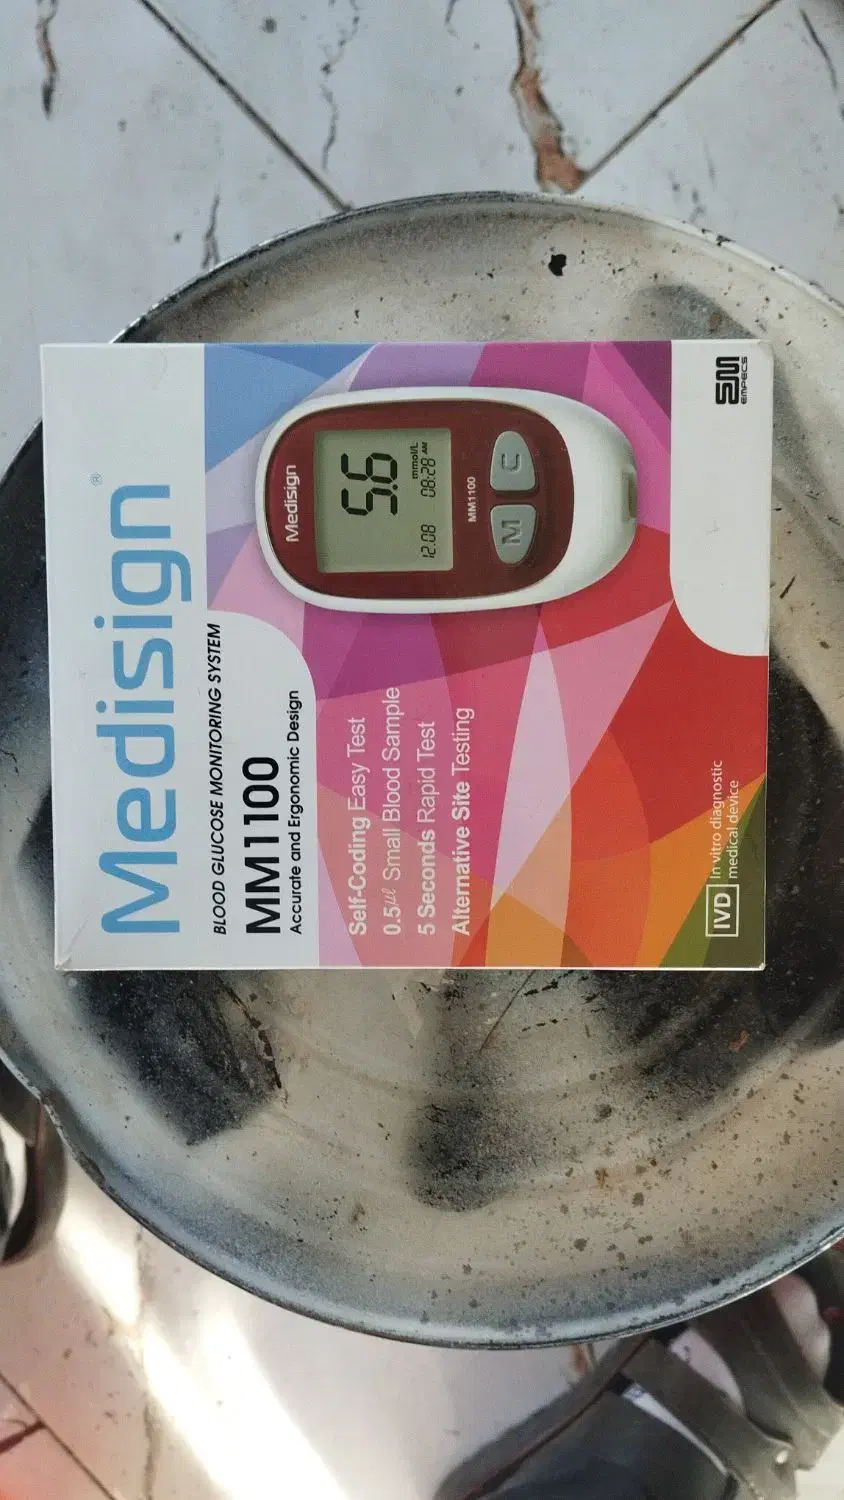 Medisign®
BLOOD GLUCOSE MONITORING SYSTEM
MM1100
Accurate and Ergonomic Design
Self-Coding Easy Test
0.5㎕ Small Blood Sample
5 Seconds Rapid Test
Alternative Site Testing
IVD In vitro diagnostic
medical device
Medisign
5.6
mmol/L
12.08 08:28 AM
MM1100
M C
SM
EMPECS